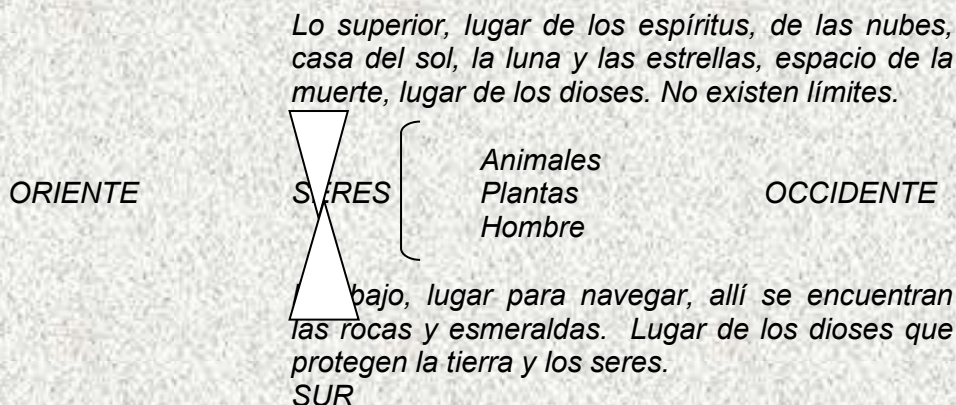 Lo superior, lugar de los espíritus, de las nubes,
casa del sol, la luna y las estrellas, espacio de la
muerte, lugar de los dioses. No existen límites.
Animales
ORIENTE SERES Plantas OCCIDENTE
Hombre
bajo, lugar para navegar, allí se encuentran
las rocas y esmeraldas. Lugar de los dioses que
protegen la tierra y los seres.
SUR